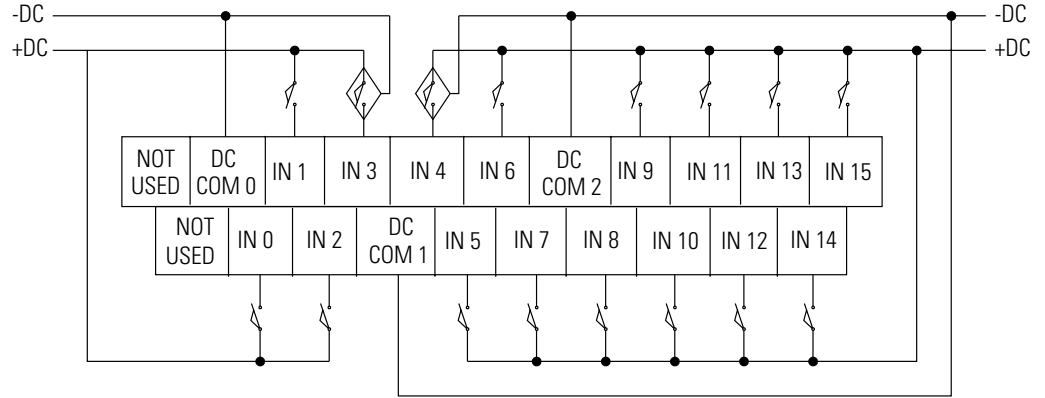 -DC
-DC
+DC
+DC
NOT USED
DC COM 0
IN 1
IN 3
IN 4
IN 6
DC COM 2
IN 9
IN 11
IN 13
IN 15
NOT USED
IN 0
IN 2
DC COM 1
IN 5
IN 7
IN 8
IN 10
IN 12
IN 14